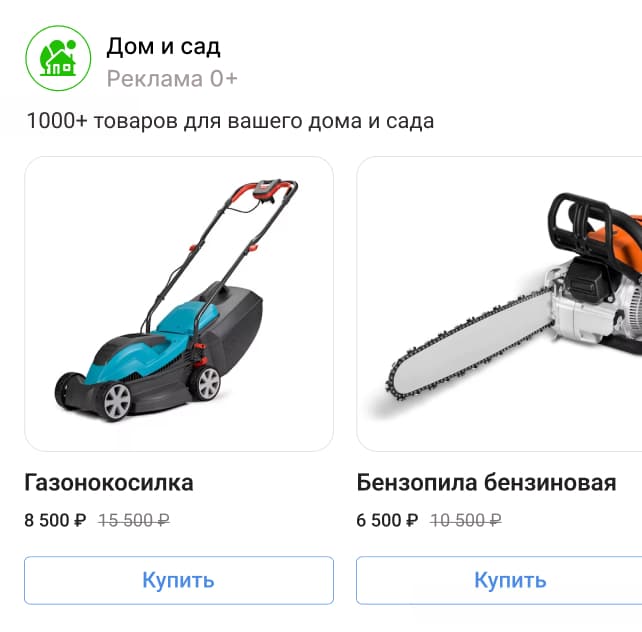 Дом и сад
Реклама 0+
1000+ товаров для вашего дома и сада
Газонокосилка
8 500 ₽ 15 500 ₽
Купить
Бензопила бензиновая
6 500 ₽ 10 500 ₽
Купить